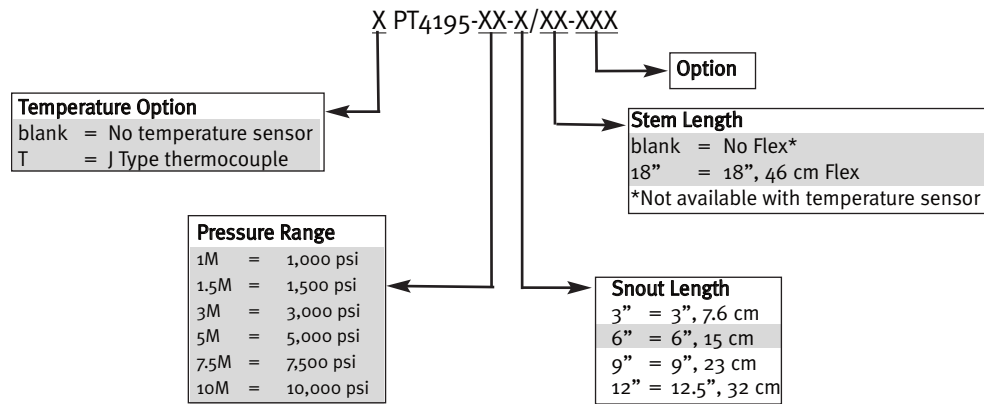 X PT4195-XX-X/XX-XXX
Option
Temperature Option
blank = No temperature sensor
T = J Type thermocouple
Stem Length
blank = No Flex*
18” = 18”, 46 cm Flex
*Not available with temperature sensor
Pressure Range
1M = 1,000 psi
1.5M = 1,500 psi
3M = 3,000 psi
5M = 5,000 psi
7.5M = 7,500 psi
10M = 10,000 psi
Snout Length
3” = 3”, 7.6 cm
6” = 6”, 15 cm
9” = 9”, 23 cm
12” = 12.5”, 32 cm